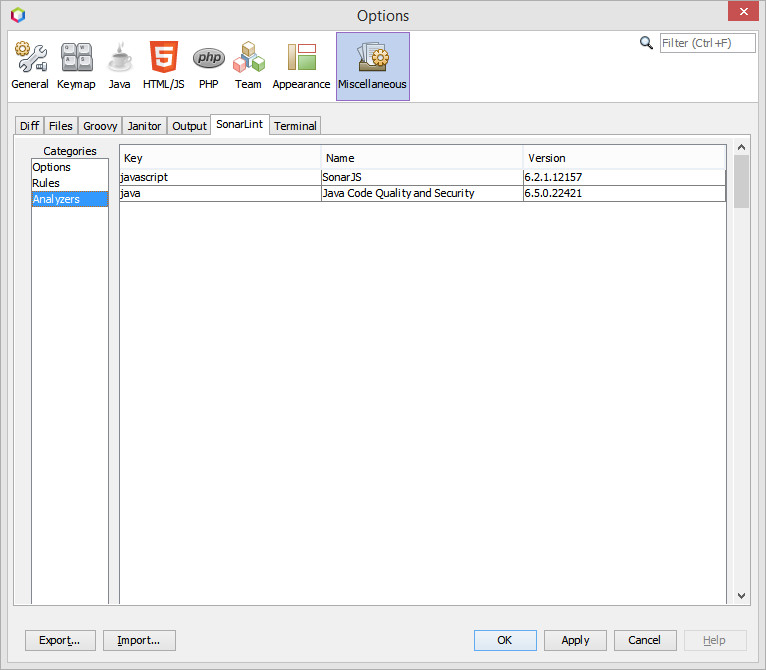 Options
Filter (Ctrl+F)
General Keymap Java HTML/JS php PHP Team Appearance Miscellaneous
Diff Files Groovy Janitor Output SonarLint Terminal
Categories
Options
Rules
Analyzers
Key Name Version
javascript SonarJS 6.2.1.12157
java Java Code Quality and Security 6.5.0.22421
Export... Import... OK Apply Cancel Help